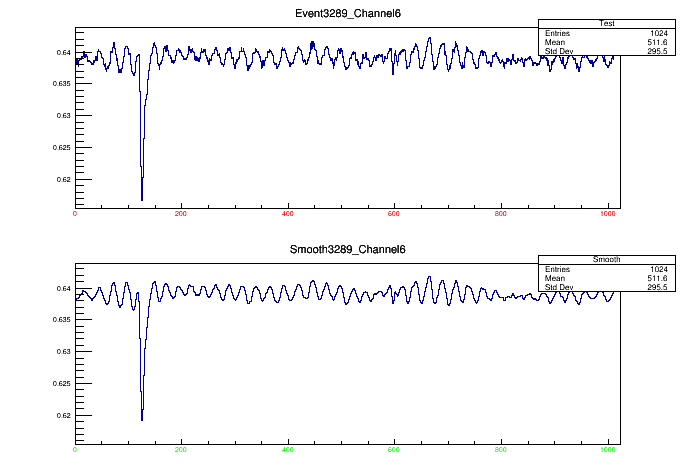 Event3289_Channel6
Test
Entries 1024
Mean 511.6
Std Dev 295.5
0.64
0.635
0.63
0.625
0.62
0 200 400 600 800 1000
Smooth3289_Channel6
Smooth
Entries 1024
Mean 511.6
Std Dev 295.5
0.64
0.635
0.63
0.625
0.62
0 200 400 600 800 1000